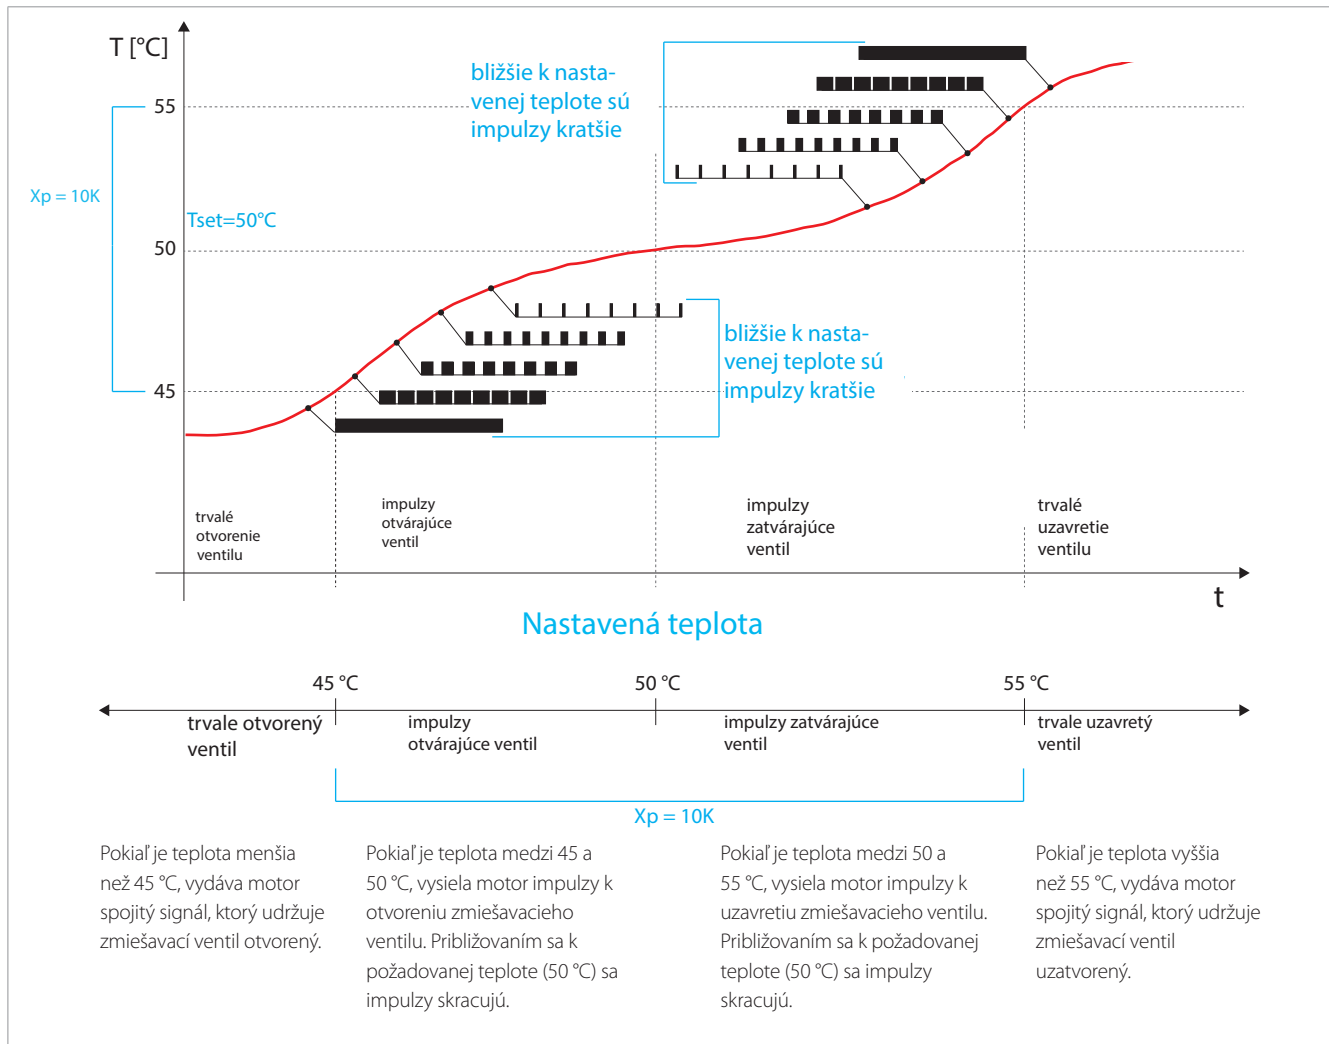 T [°C]
bližšie k nasta-
venej teplote sú
impulzy kratšie
55
Xp = 10K
Tset=50°C
50
bližšie k nasta-
venej teplote sú
impulzy kratšie
45
trvalé
otvorenie
ventilu
impulzy
otvárajúce
ventil
impulzy
zatvárajúce
ventil
trvalé
uzavretie
ventilu
t
Nastavená teplota
45 °C
50 °C
55 °C
trvale otvorený
ventil
impulzy
otvárajúce ventil
impulzy zatvárajúce
ventil
trvale uzavretý
ventil
Xp = 10K
Pokiaľ je teplota menšia
než 45 °C, vydáva motor
spojitý signál, ktorý udržuje
zmiešavací ventil otvorený.
Pokiaľ je teplota medzi 45 a
50 °C, vysiela motor impulzy k
otvoreniu zmiešavacieho
ventilu. Približovaním sa k
požadovanej teplote (50 °C) sa
impulzy skracujú.
Pokiaľ je teplota medzi 50 a
55 °C, vysiela motor impulzy k
uzavretiu zmiešavacieho ventilu.
Približovaním sa k požadovanej
teplote (50 °C) sa impulzy
skracujú.
Pokiaľ je teplota vyššia
než 55 °C, vydáva motor
spojitý signál, ktorý udržuje
zmiešavací ventil
uzatvorený.